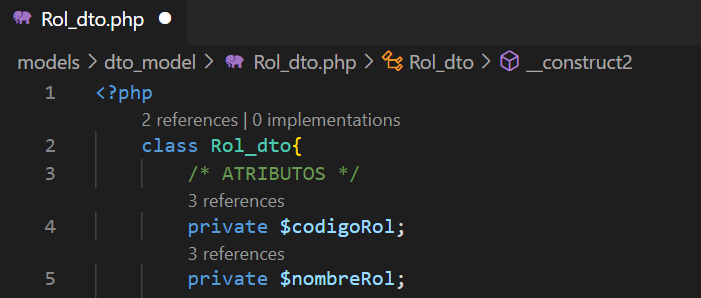 Rol_dto.php
models > dto_model > Rol_dto.php > Rol_dto > __construct2
1 <?php
2 references | 0 implementations
2 class Rol_dto{
3 /* ATRIBUTOS */
3 references
4 private $codigoRol;
3 references
5 private $nombreRol;